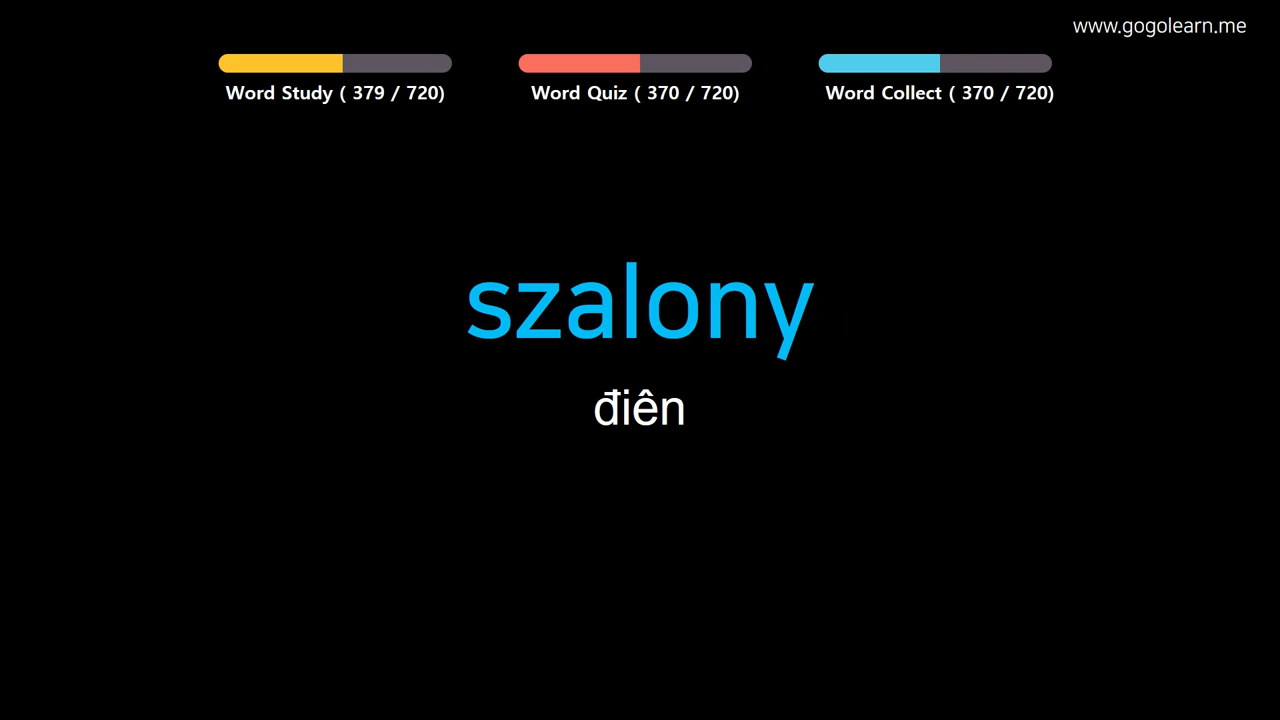 www.gogolearn.me
Word Study ( 379 / 720)
Word Quiz ( 370 / 720)
Word Collect ( 370 / 720)
szalony
điên